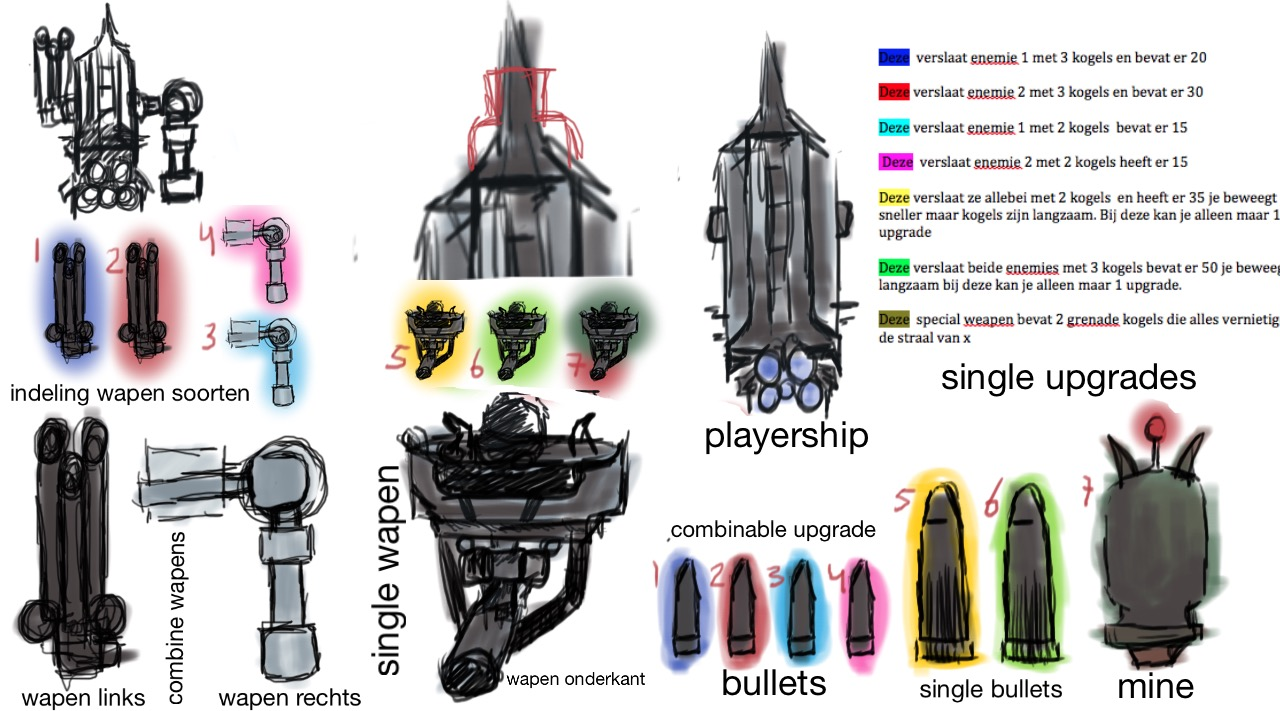 Deze verslaat enemie 1 met 3 kogels en bevat er 20
Deze verslaat enemie 2 met 3 kogels en bevat er 30
Deze verslaat enemie 1 met 2 kogels bevat er 15
Deze verslaat enemie 2 met 2 kogels heeft er 15
Deze verslaat ze allebei met 2 kogels en heeft er 35 je beweegt
sneller maar kogels zijn langzaam. Bij deze kan je alleen maar 1
upgrade
Deze verslaat beide enemies met 3 kogels bevat er 50 je beweeg
langzaam bij deze kan je alleen maar 1 upgrade.
Deze special weapen bevat 2 grenade kogels die alles vernietig
de straal van x
single upgrades
playership
1
2
4
3
indeling wapen soorten
5
6
7
wapen links
combine wapens
wapen rechts
single wapen
wapen onderkant
combinable upgrade
1
2
3
4
bullets
5
6
single bullets
7
mine